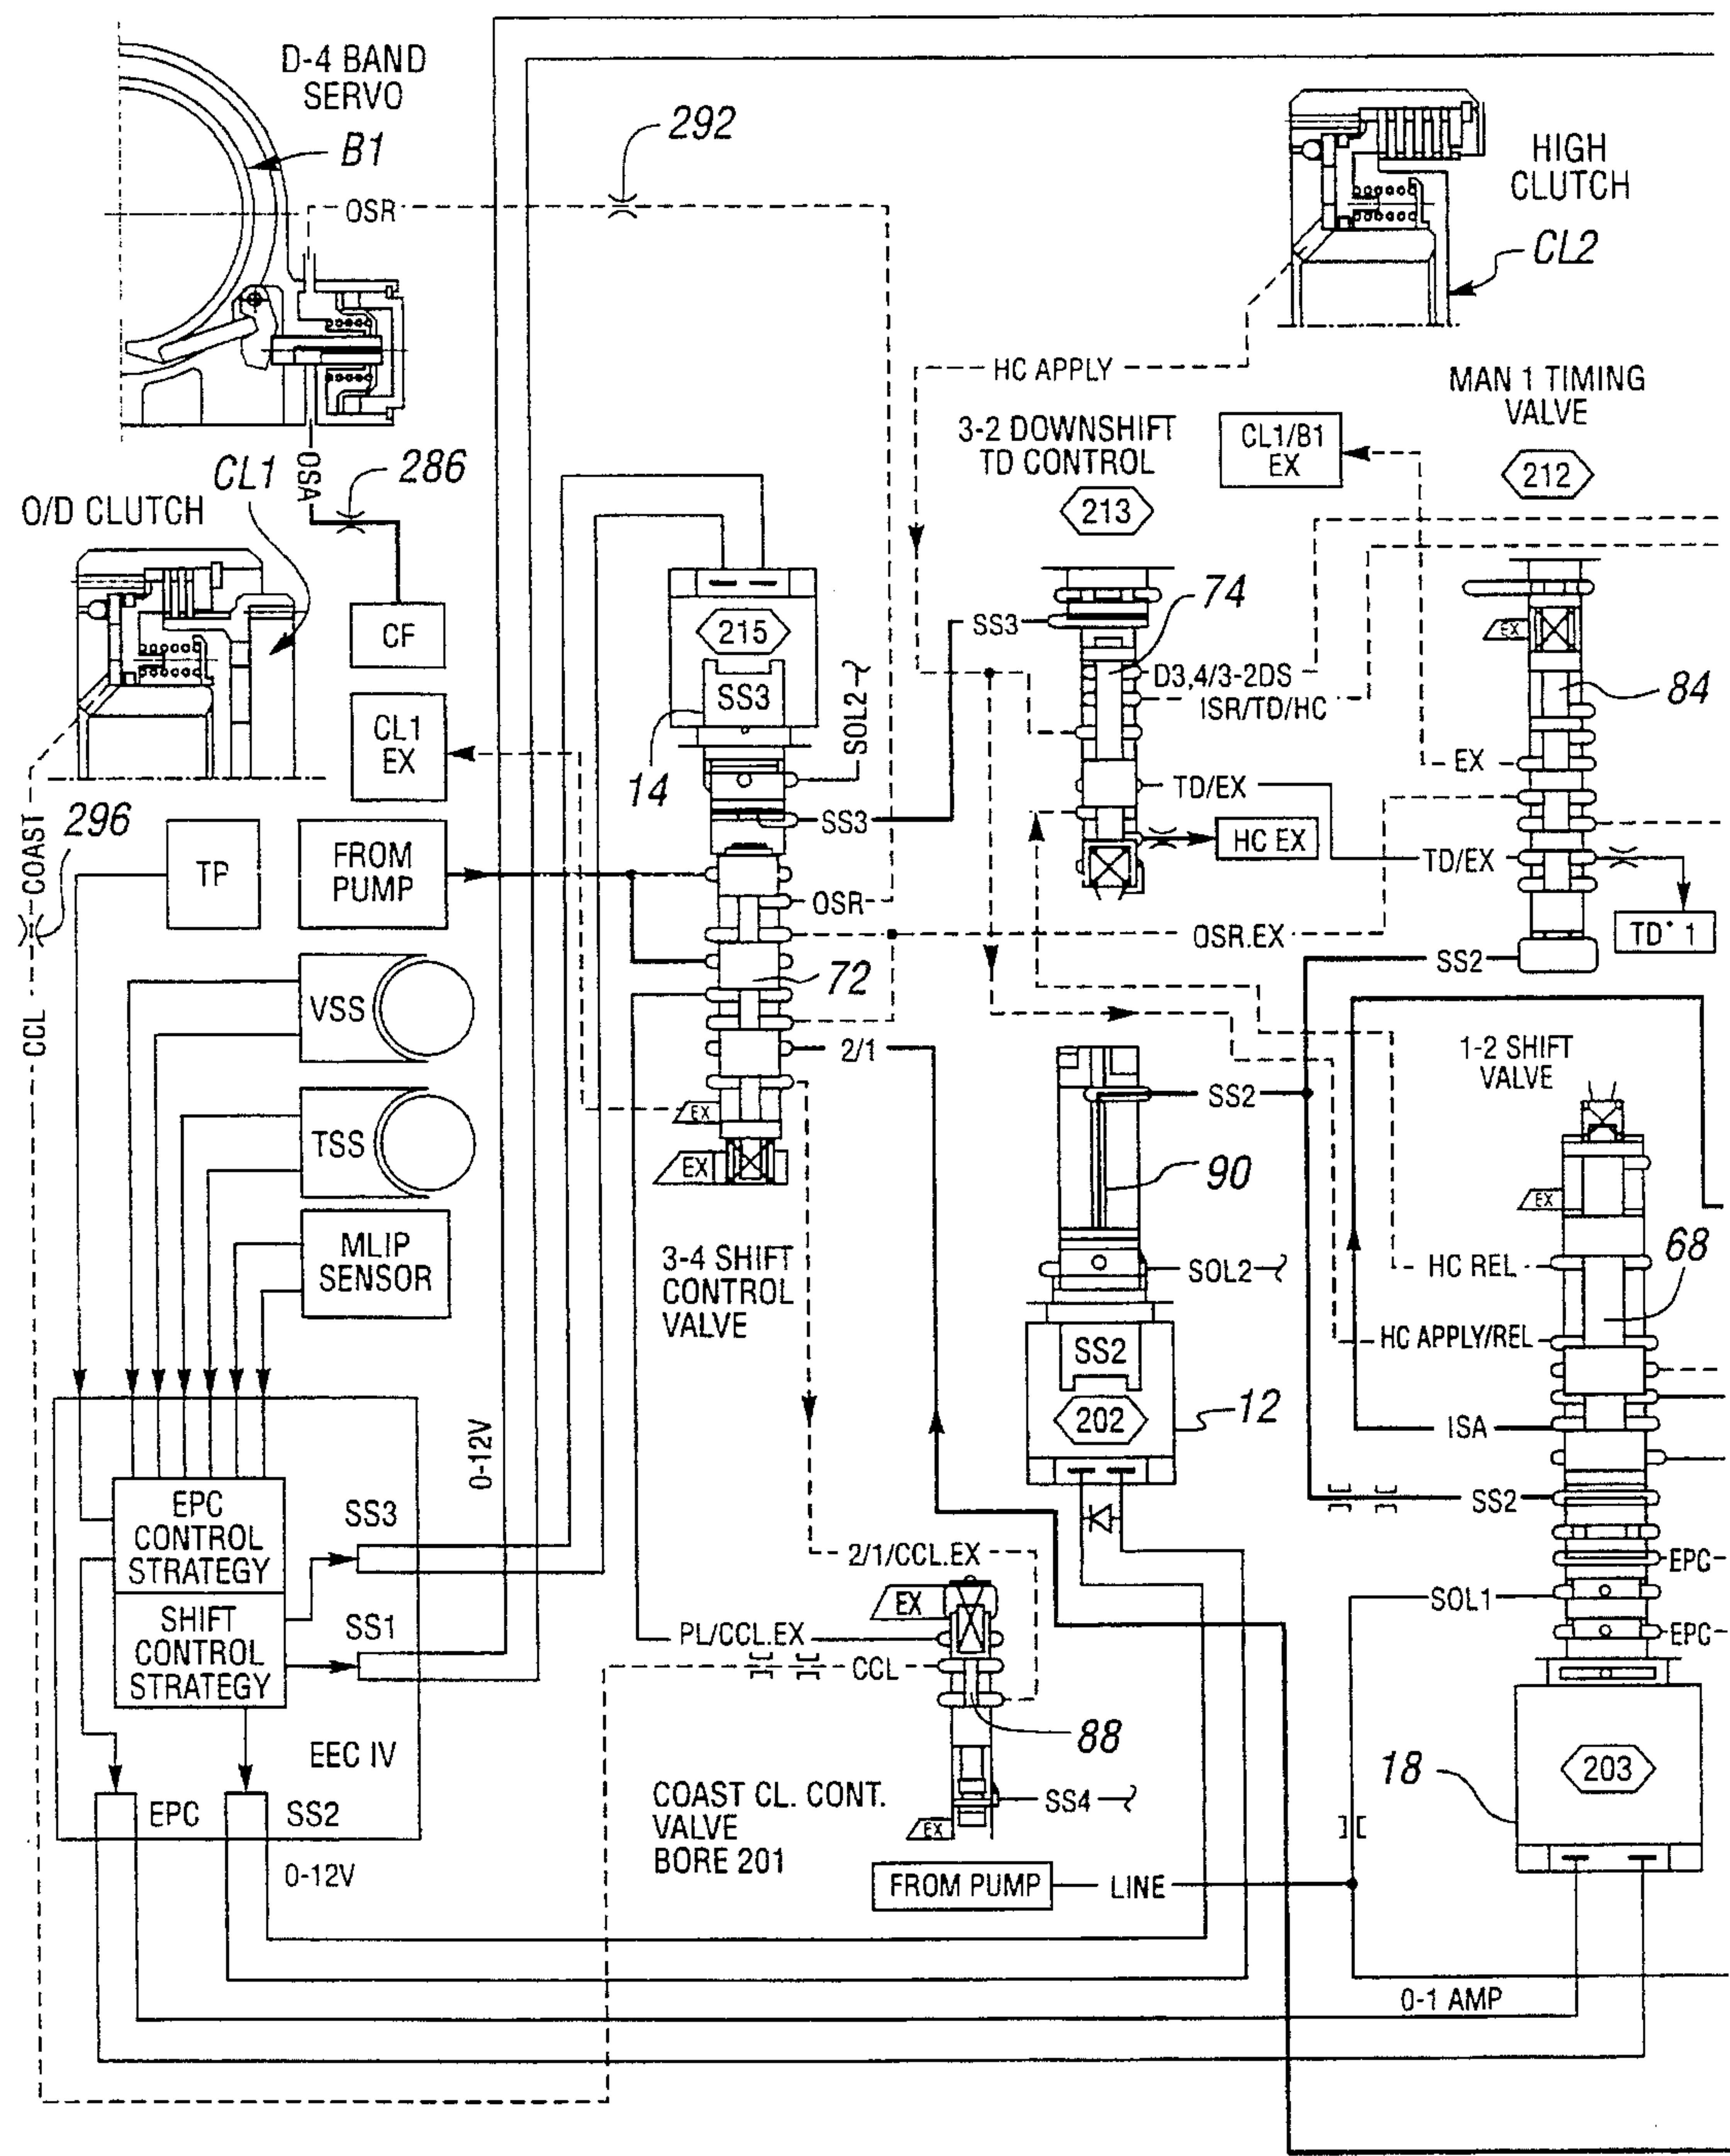 D-4 BAND
SERVO
B1
292
OSR
HIGH
CLUTCH
CL2
HC APPLY
MAN 1 TIMING
VALVE
212
CL1/B1
EX
3-2 DOWNSHIFT
TD CONTROL
213
OSA
286
CL1
O/D CLUTCH
CF
CL1
EX
215
SS3
14
SOL2
SS3
SS3
74
D3,4/3-2DS
ISR/TD/HC
EX
84
EX
TD/EX
HC EX
TD/EX
TD' 1
COAST
296
CCL
TP
FROM
PUMP
OSR
OSR.EX
SS2
72
VSS
2/1
TSS
EX
EX
MLIP
SENSOR
3-4 SHIFT
CONTROL
VALVE
SS2
90
SOL2
SS2
202
12
1-2 SHIFT
VALVE
EX
68
HC REL
HC APPLY/REL
ISA
SS2
EPC
SOL1
EPC
0-12V
EPC
CONTROL
STRATEGY
SS3
SHIFT
CONTROL
STRATEGY
SS1
EEC IV
EPC
SS2
0-12V
2/1/CCL.EX
EX
PL/CCL.EX
CCL
88
SS4
EX
COAST CL. CONT.
VALVE
BORE 201
FROM PUMP
LINE
18
203
0-1 AMP